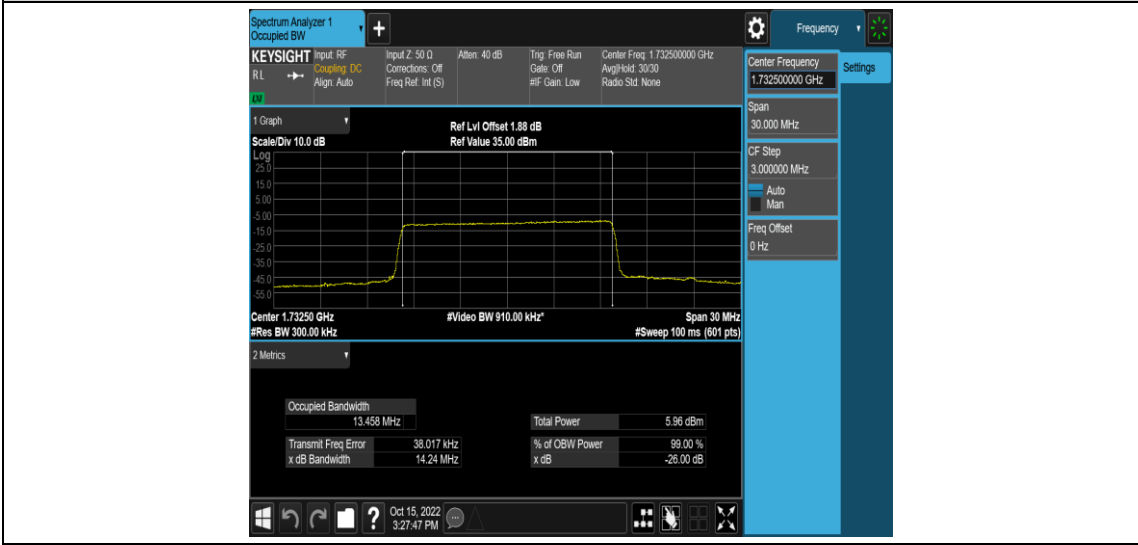 Spectrum Analyzer 1
Occupied BW
+
Frequency
KEYSIGHT
RL
LXI
Input: RF
Coupling: DC
Align: Auto
Input Z: 50 Ω
Corrections: Off
Freq Ref: Int (S)
Atten: 40 dB
Trig: Free Run
Gate: Off
#IF Gain: Low
Center Freq: 1.732500000 GHz
Avg|Hold: 30/30
Radio Std: None
Center Frequency
1.732500000 GHz
Settings
Span
30.000 MHz
CF Step
3.000000 MHz
Auto
Man
Freq Offset
0 Hz
1 Graph
Ref Lvl Offset 1.88 dB
Scale/Div 10.0 dB
Ref Value 35.00 dBm
Log
25.0
15.0
5.00
-5.00
-15.0
-25.0
-35.0
-45.0
-55.0
Center 1.73250 GHz
#Video BW 910.00 kHz*
Span 30 MHz
#Res BW 300.00 kHz
#Sweep 100 ms (601 pts)
2 Metrics
Occupied Bandwidth
13.458 MHz
Total Power 5.96 dBm
Transmit Freq Error 38.017 kHz
% of OBW Power 99.00 %
x dB Bandwidth 14.24 MHz
x dB -26.00 dB
?
Oct 15, 2022
3:27:47 PM